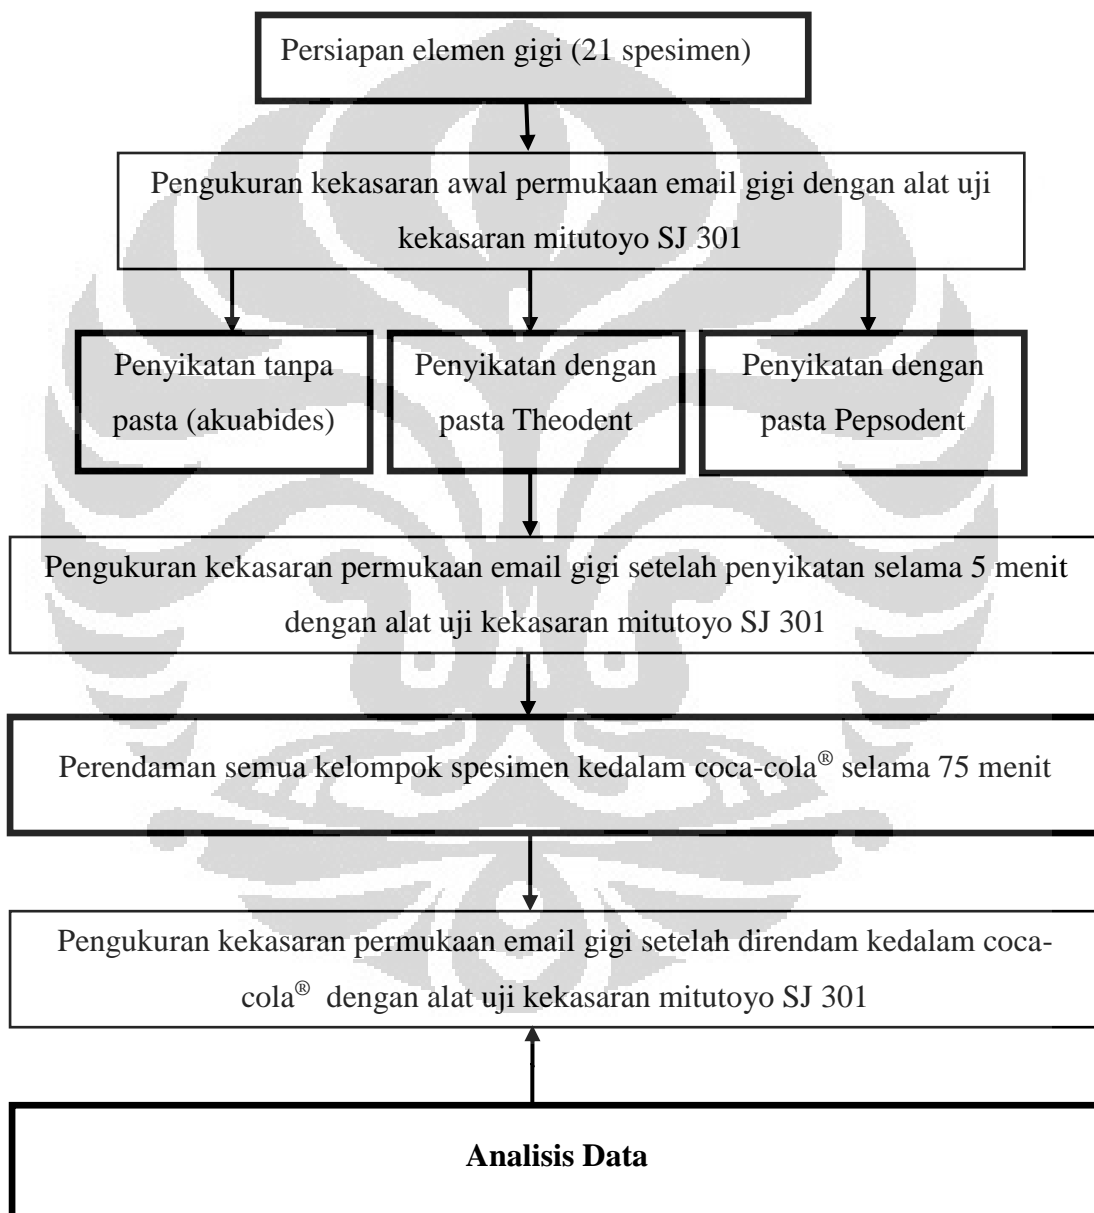 Persiapan elemen gigi (21 spesimen)
Pengukuran kekasaran awal permukaan email gigi dengan alat uji
kekasaran mitutoyo SJ 301
Penyikatan tanpa
pasta (akuabides)
Penyikatan dengan
pasta Theodent
Penyikatan dengan
pasta Pepsodent
Pengukuran kekasaran permukaan email gigi setelah penyikatan selama 5 menit
dengan alat uji kekasaran mitutoyo SJ 301
Perendaman semua kelompok spesimen kedalam coca-cola® selama 75 menit
Pengukuran kekasaran permukaan email gigi setelah direndam kedalam coca-
cola® dengan alat uji kekasaran mitutoyo SJ 301
Analisis Data